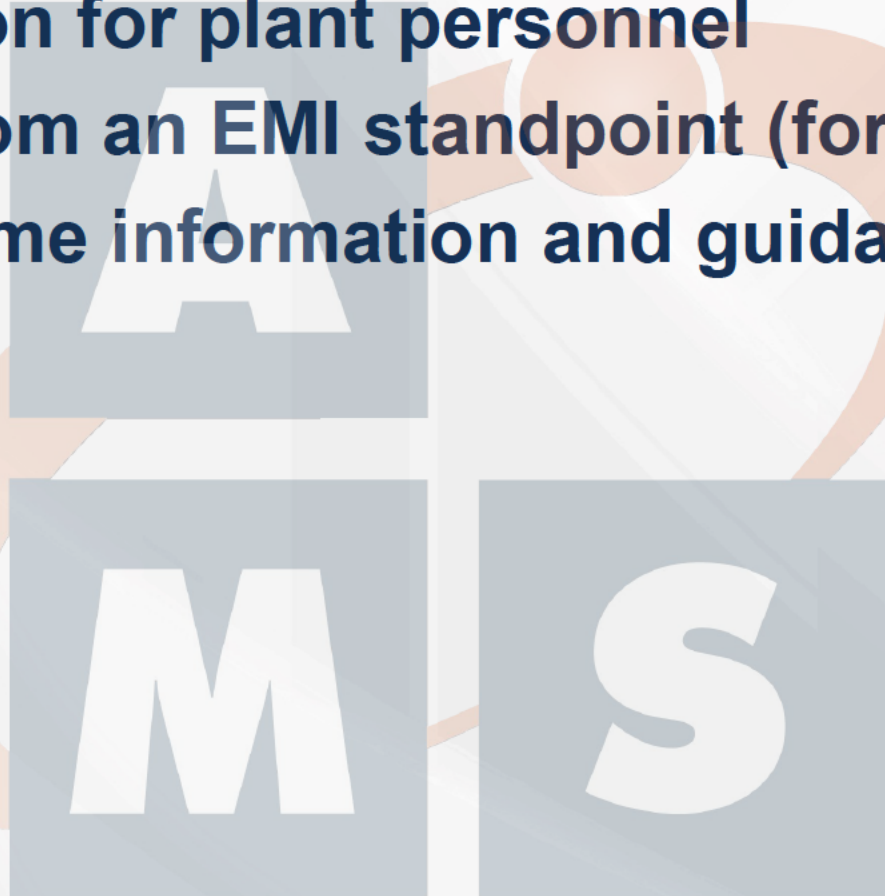 on for plant personnel
om an EMI standpoint (for
me information and guida
A
M S